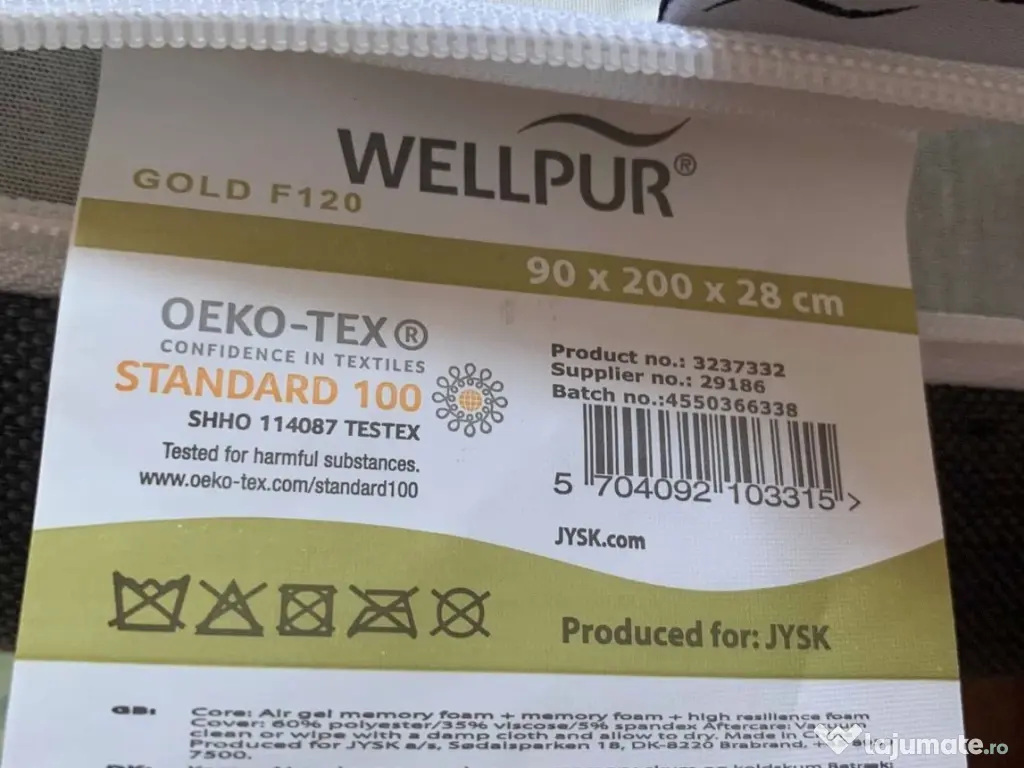 WELLPUR®
GOLD F120
90 x 200 x 28 cm
OEKO-TEX®
CONFIDENCE IN TEXTILES
STANDARD 100
SHHO 114087 TESTEX
Tested for harmful substances.
www.oeko-tex.com/standard100
Product no.: 3237332
Supplier no.: 29186
Batch no.:4550366338
5 704092 103315 >
JYSK.com
Produced for: JYSK
GB: Core: Air gel memory foam + memory foam + high resilience foam
Cover: 60% polyester/35% viscose/5% spandex Aftercare: Vacuum
clean or wipe with a damp cloth and allow to dry. Made in
Produced for JYSK a/s, Sødalsparken 18, DK-8220 Brabrand,
7500.
lajumate.ro